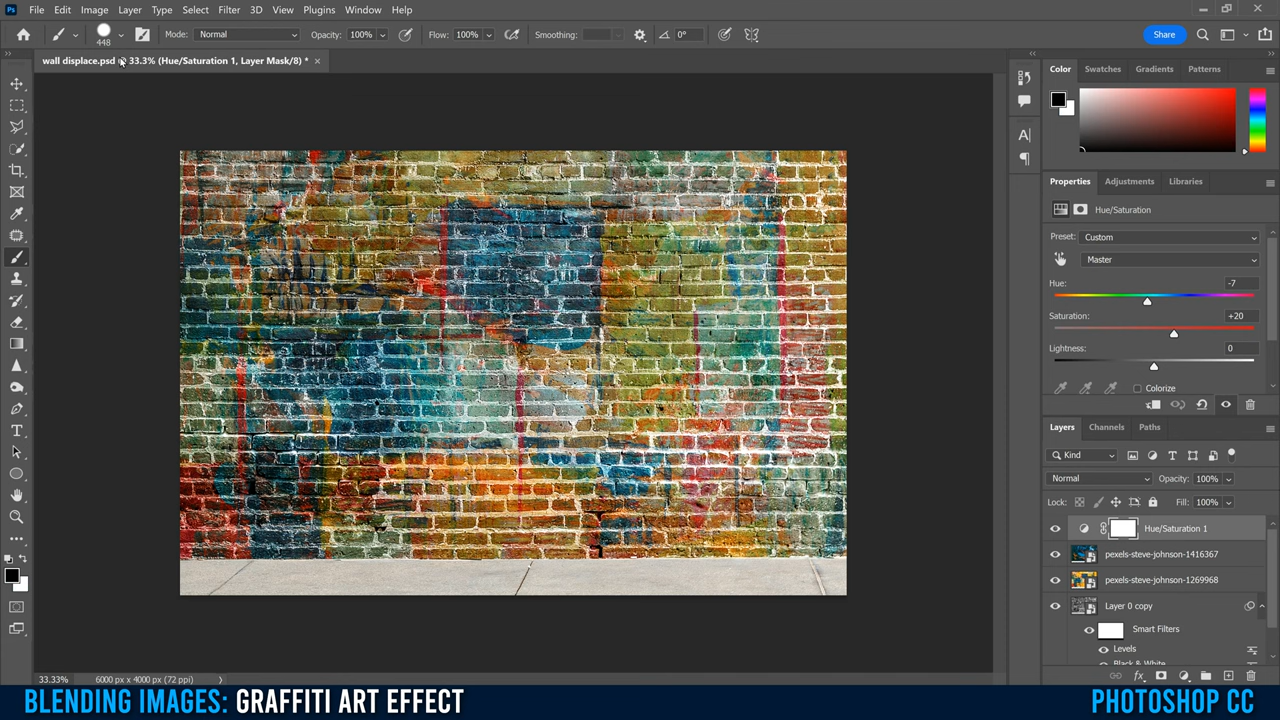 Ps File Edit Image Layer Type Select Filter 3D View Plugins Window Help
448 Mode: Normal Opacity: 100% Flow: 100% Smoothing: 0° Share
wall displace.psd @ 33.3% (Hue/Saturation 1, Layer Mask/8) * ×
Color Swatches Gradients Patterns
Properties Adjustments Libraries
Hue/Saturation
Preset: Custom
Master
Hue: -7
Saturation: +20
Lightness: 0
Colorize
Layers Channels Paths
Kind
Normal Opacity: 100%
Lock: Fill: 100%
Hue/Saturation 1
pexels-steve-johnson-1416367
pexels-steve-johnson-1269968
Layer 0 copy
Smart Filters
Levels
Black & White
33.33% 6000 px x 4000 px (72 ppi)
BLENDING IMAGES: GRAFFITI ART EFFECT PHOTOSHOP CC